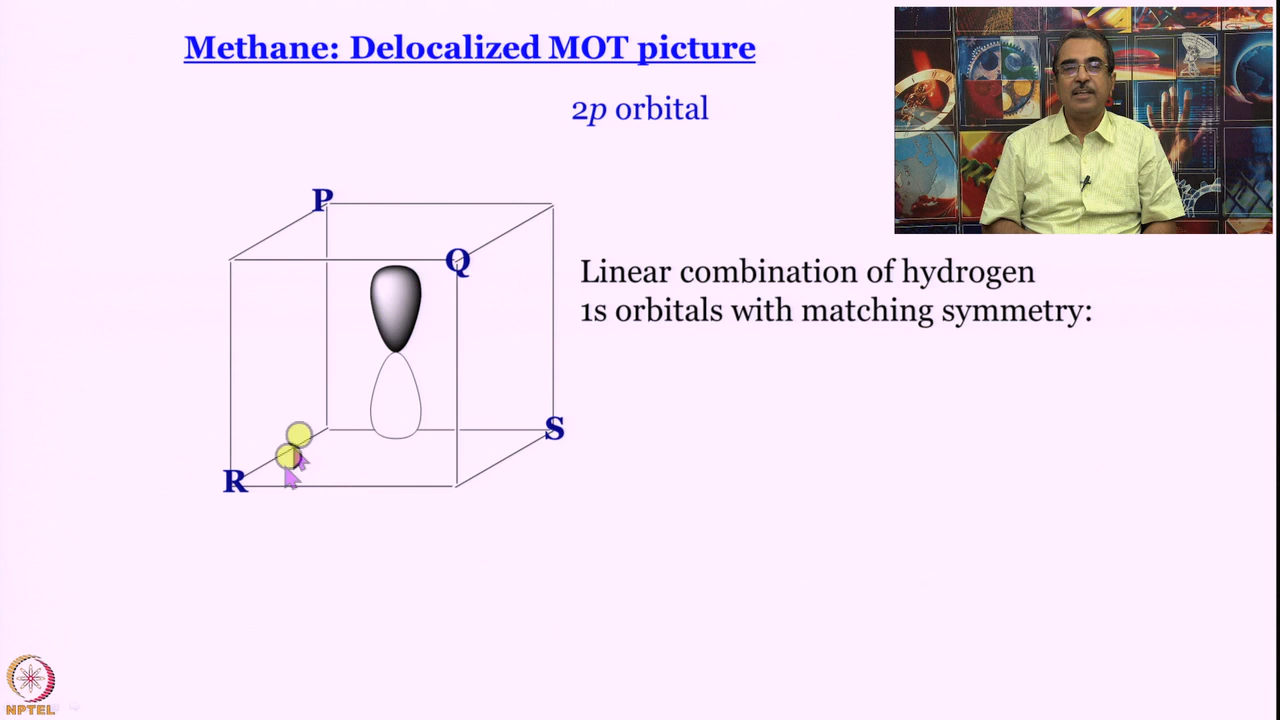 Methane: Delocalized MOT picture
2p orbital
P
Q
Linear combination of hydrogen
1s orbitals with matching symmetry:
S
R
NPTEL